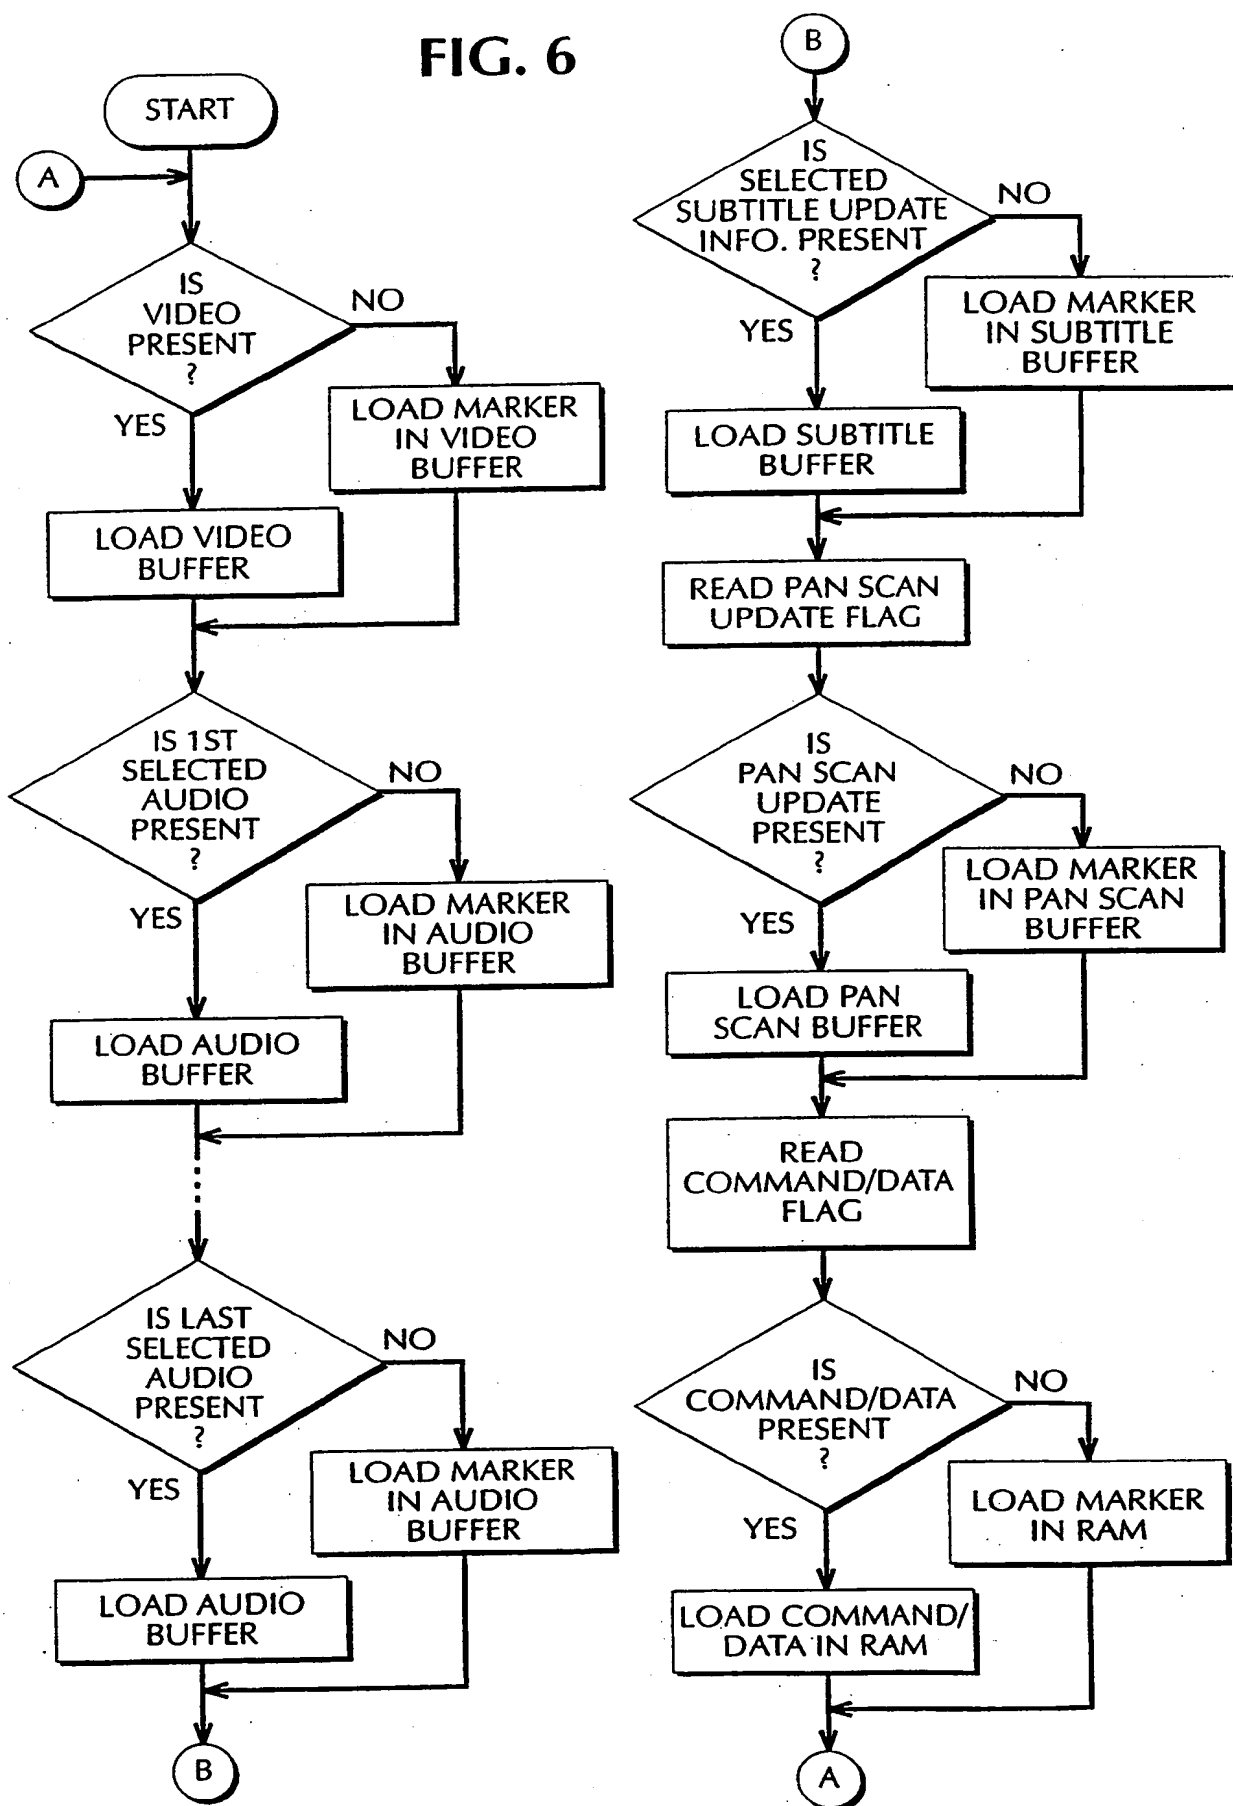 FIG. 6
START
A
IS
VIDEO
PRESENT
?
NO
YES
LOAD MARKER
IN VIDEO
BUFFER
LOAD VIDEO
BUFFER
IS 1ST
SELECTED
AUDIO
PRESENT
?
NO
YES
LOAD MARKER
IN AUDIO
BUFFER
LOAD AUDIO
BUFFER
IS LAST
SELECTED
AUDIO
PRESENT
?
NO
YES
LOAD MARKER
IN AUDIO
BUFFER
LOAD AUDIO
BUFFER
B
B
IS
SELECTED
SUBTITLE UPDATE
INFO. PRESENT
?
NO
YES
LOAD MARKER
IN SUBTITLE
BUFFER
LOAD SUBTITLE
BUFFER
READ PAN SCAN
UPDATE FLAG
IS
PAN SCAN
UPDATE
PRESENT
?
NO
YES
LOAD MARKER
IN PAN SCAN
BUFFER
LOAD PAN
SCAN BUFFER
READ
COMMAND/DATA
FLAG
IS
COMMAND/DATA
PRESENT
?
NO
YES
LOAD MARKER
IN RAM
LOAD COMMAND/
DATA IN RAM
A